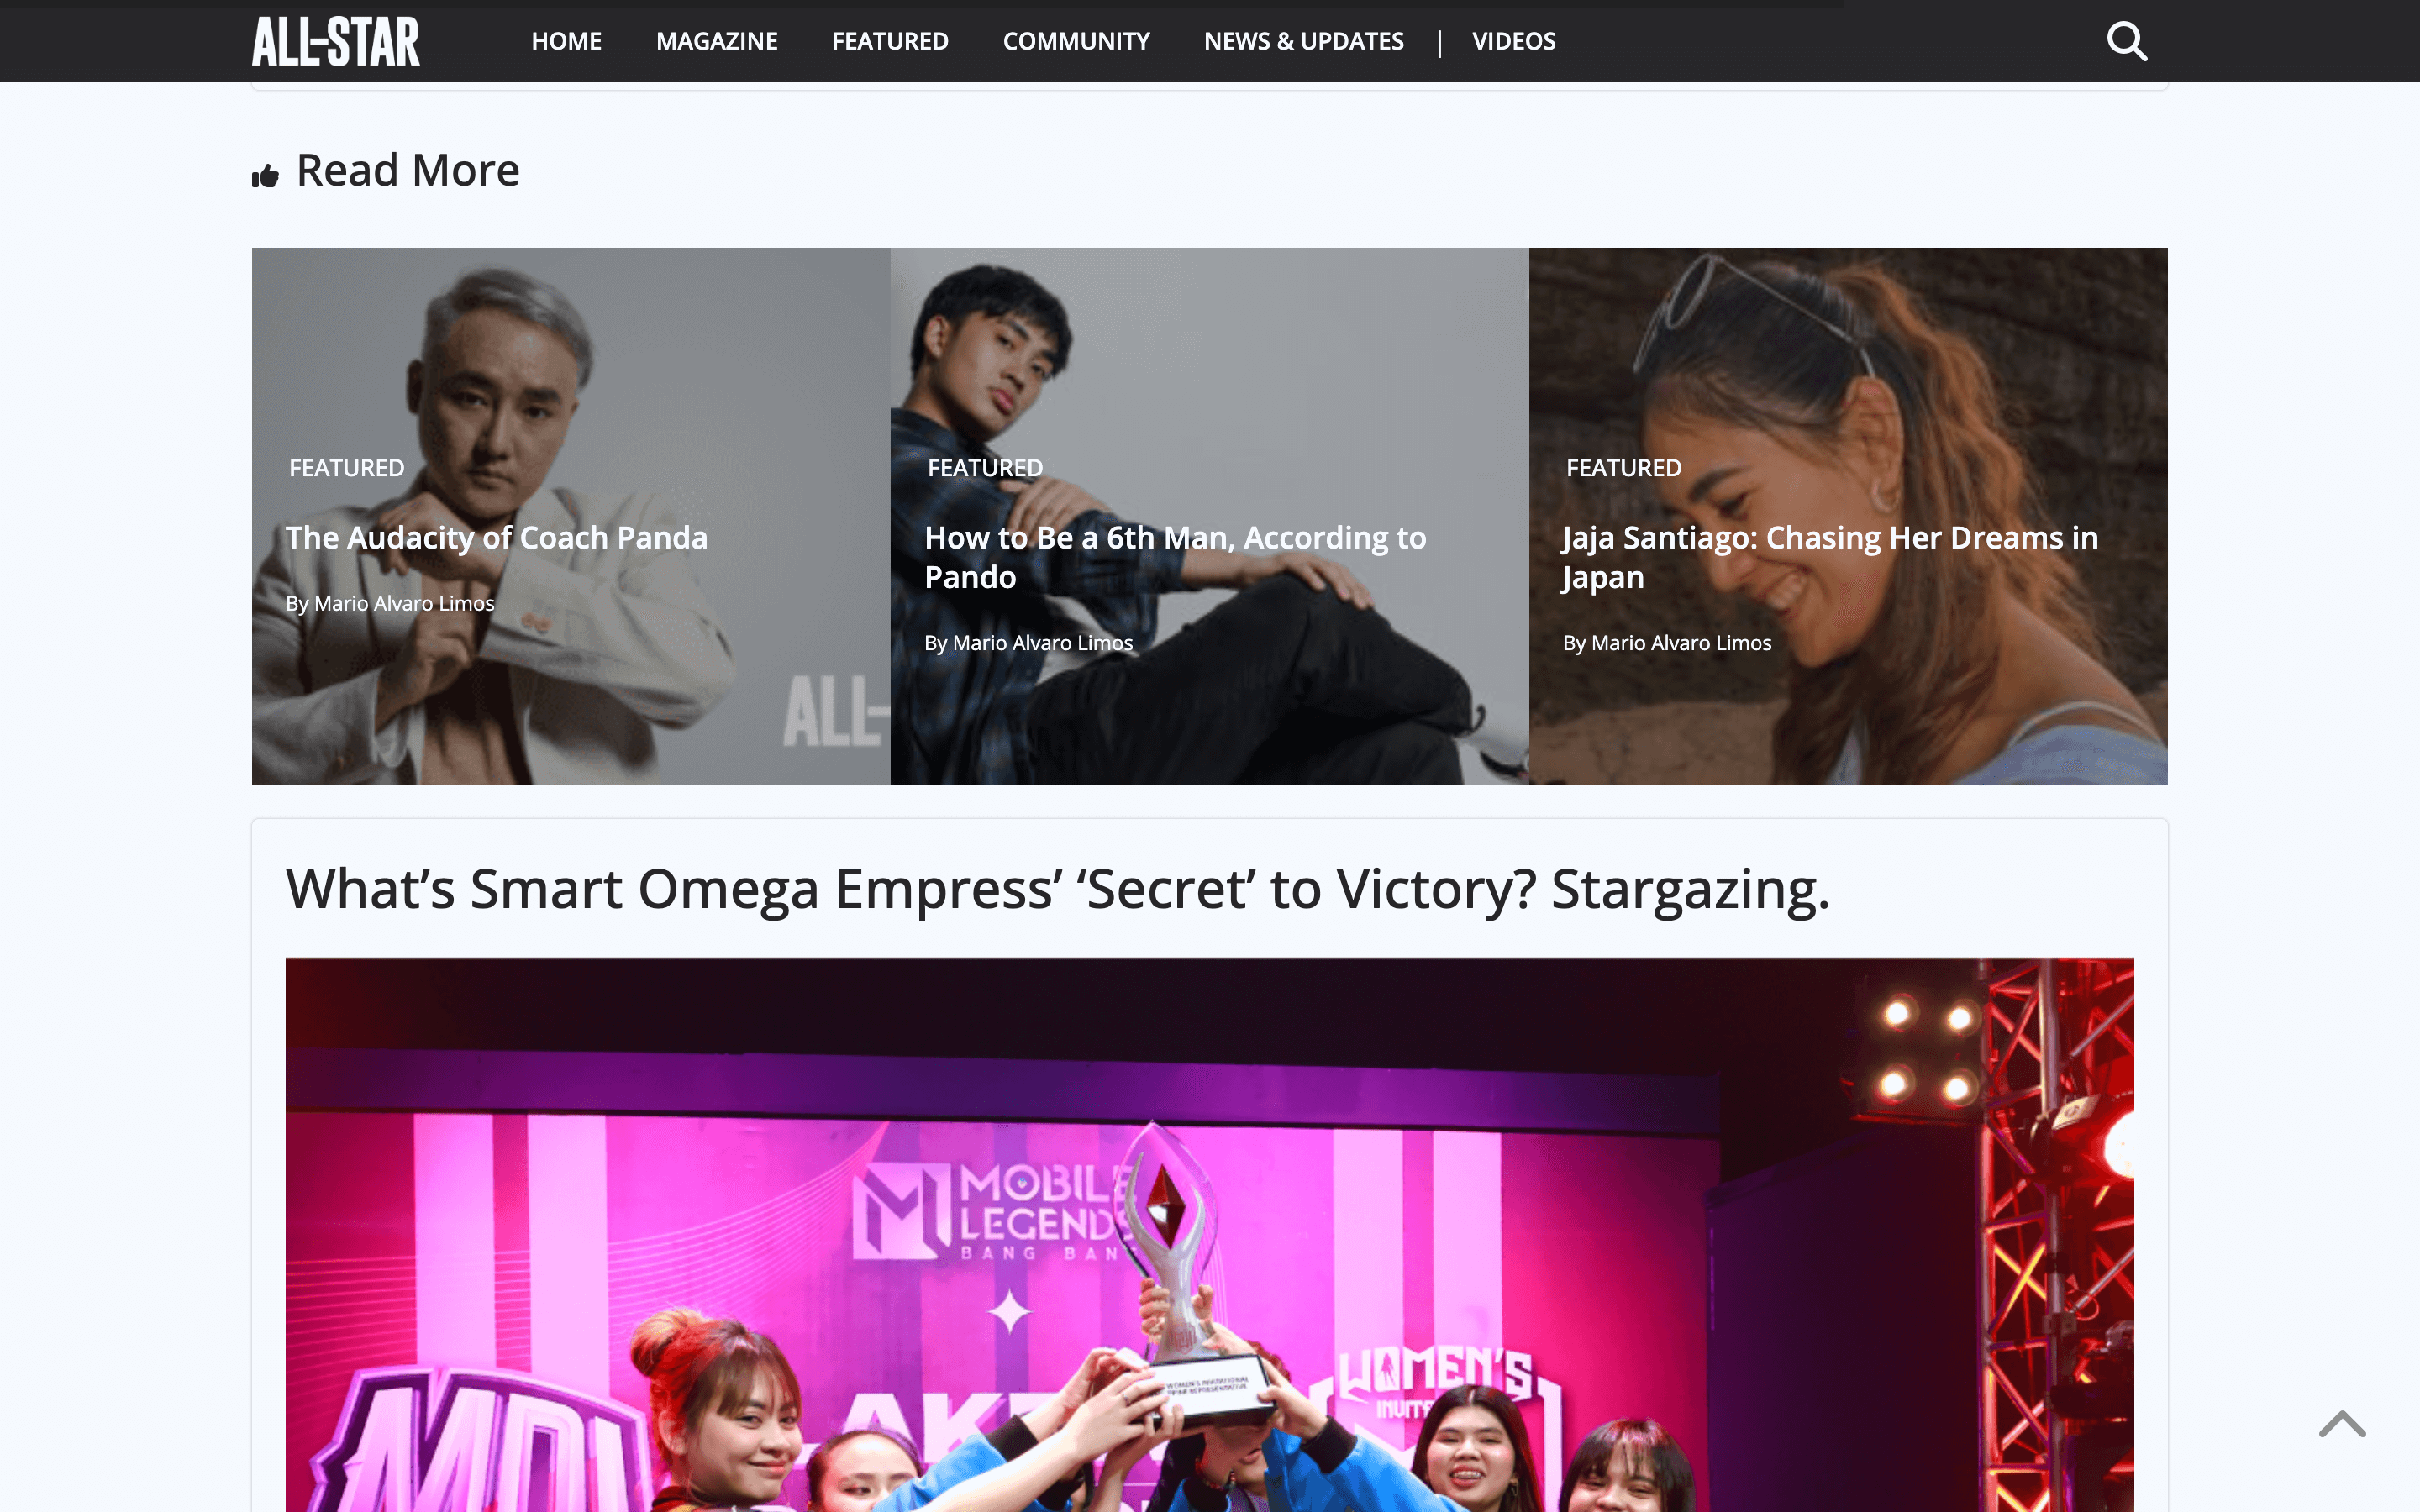 ALL-STAR
HOME
MAGAZINE
FEATURED
COMMUNITY
NEWS & UPDATES
VIDEOS
Read More
FEATURED
The Audacity of Coach Panda
By Mario Alvaro Limos
ALL-
FEATURED
How to Be a 6th Man, According to
Pando
By Mario Alvaro Limos
FEATURED
Jaja Santiago: Chasing Her Dreams in
Japan
By Mario Alvaro Limos
What’s Smart Omega Empress’ ‘Secret’ to Victory? Stargazing.
MOBILE
LEGENDS
BANG BAN
WOMEN'S